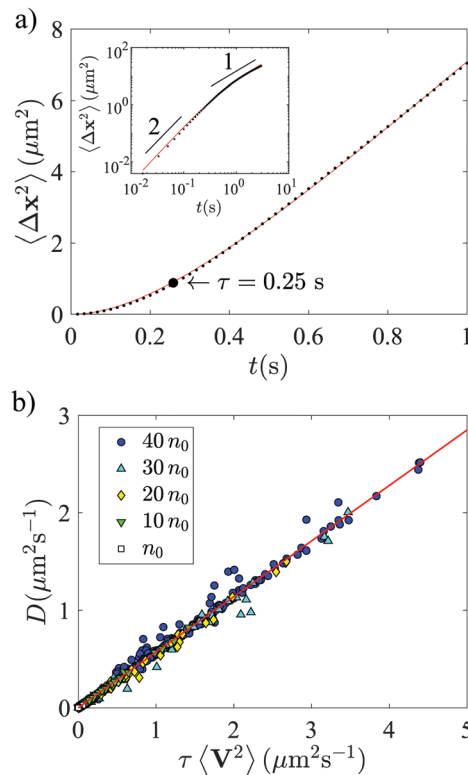 a)
8
6
4
2
0
⟨Δx²⟩ (μm²)
10²
10⁰
10⁻²
10⁻⁴
⟨Δx²⟩ (μm²)
2
1
10⁻² 10⁻¹ 10⁰ 10¹
t(s)
← τ = 0.25 s
0 0.2 0.4 0.6 0.8 1
t(s)
b)
3
2
1
0
D(μm²s⁻¹)
40 n₀
30 n₀
20 n₀
10 n₀
n₀
0 1 2 3 4 5
τ ⟨V²⟩ (μm²s⁻¹)